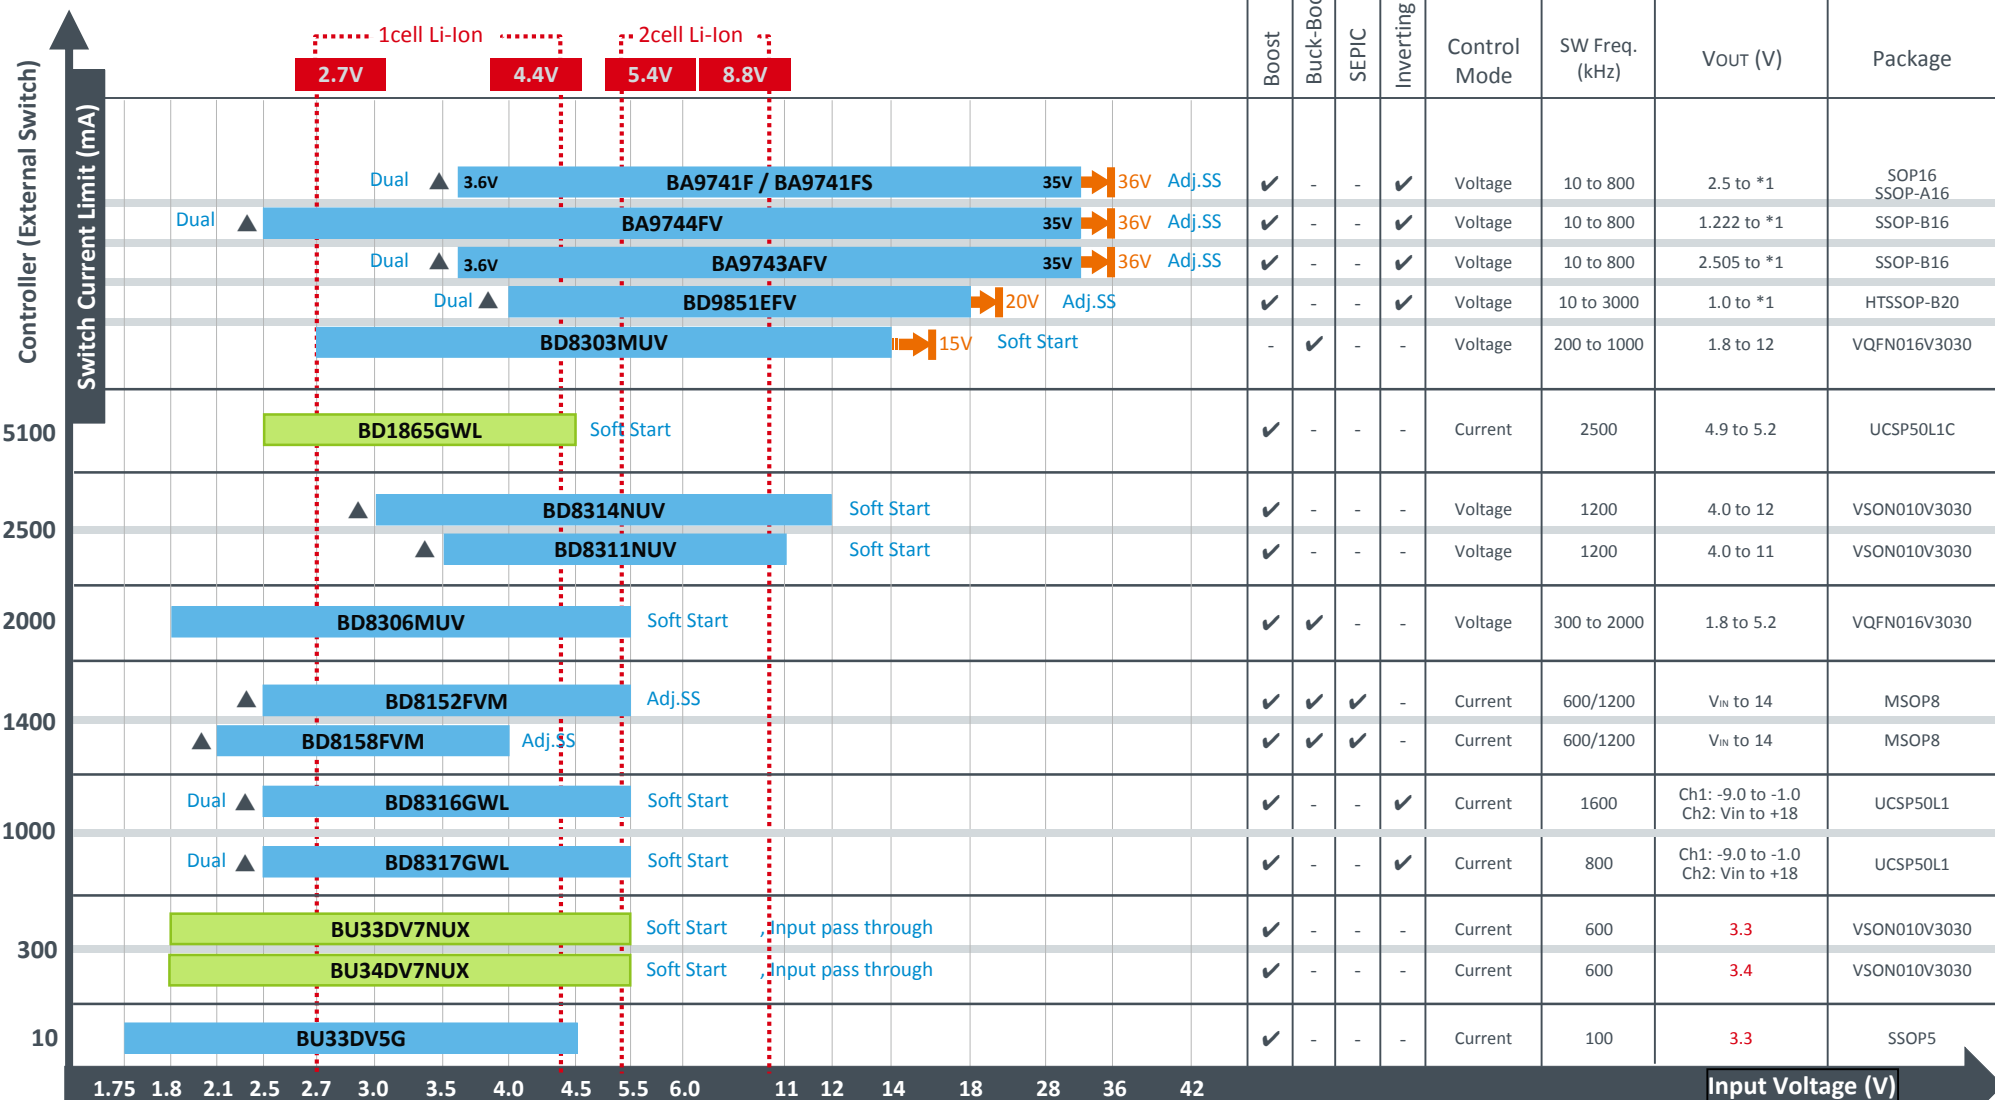 Controller (External Switch)
Switch Current Limit (mA)
1cell Li-Ion
2cell Li-Ion
2.7V 4.4V 5.4V 8.8V
Boost
SEPIC
Inverting
Control
Mode
SW Freq.
(kHz)
VOUT (V)
Package
Dual ▲ 3.6V BA9741F / BA9741FS 35V 36V Adj.SS ✔ - - ✔ Voltage 10 to 800 2.5 to *1 SOP16
SSOP-A16
Dual ▲ BA9744FV 35V 36V Adj.SS ✔ - - ✔ Voltage 10 to 800 1.222 to *1 SSOP-B16
Dual ▲ 3.6V BA9743AFV 35V 36V Adj.SS ✔ - - ✔ Voltage 10 to 800 2.505 to *1 SSOP-B16
Dual ▲ BD9851EFV 20V Adj.SS ✔ - - ✔ Voltage 10 to 3000 1.0 to *1 HTSSOP-B20
BD8303MUV 15V Soft Start - ✔ - - Voltage 200 to 1000 1.8 to 12 VQFN016V3030
5100 BD1865GWL Soft Start ✔ - - - Current 2500 4.9 to 5.2 UCSP50L1C
▲ BD8314NUV Soft Start ✔ - - - Voltage 1200 4.0 to 12 VSON010V3030
2500
▲ BD8311NUV Soft Start ✔ - - - Voltage 1200 4.0 to 11 VSON010V3030
2000 BD8306MUV Soft Start ✔ ✔ - - Voltage 300 to 2000 1.8 to 5.2 VQFN016V3030
▲ BD8152FVM Adj.SS ✔ ✔ ✔ - Current 600/1200 VIN to 14 MSOP8
1400
▲ BD8158FVM Adj.SS ✔ ✔ ✔ - Current 600/1200 VIN to 14 MSOP8
Dual ▲ BD8316GWL Soft Start ✔ - - ✔ Current 1600 Ch1: -9.0 to -1.0 UCSP50L1
Ch2: Vin to +18
1000
Dual ▲ BD8317GWL Soft Start ✔ - - ✔ Current 800 Ch1: -9.0 to -1.0 UCSP50L1
Ch2: Vin to +18
BU33DV7NUX Soft Start , Input pass through ✔ - - - Current 600 3.3 VSON010V3030
300
BU34DV7NUX Soft Start , Input pass through ✔ - - - Current 600 3.4 VSON010V3030
10 BU33DV5G ✔ - - - Current 100 3.3 SSOP5
1.75 1.8 2.1 2.5 2.7 3.0 3.5 4.0 4.5 5.5 6.0 11 12 14 18 28 36 42 Input Voltage (V)